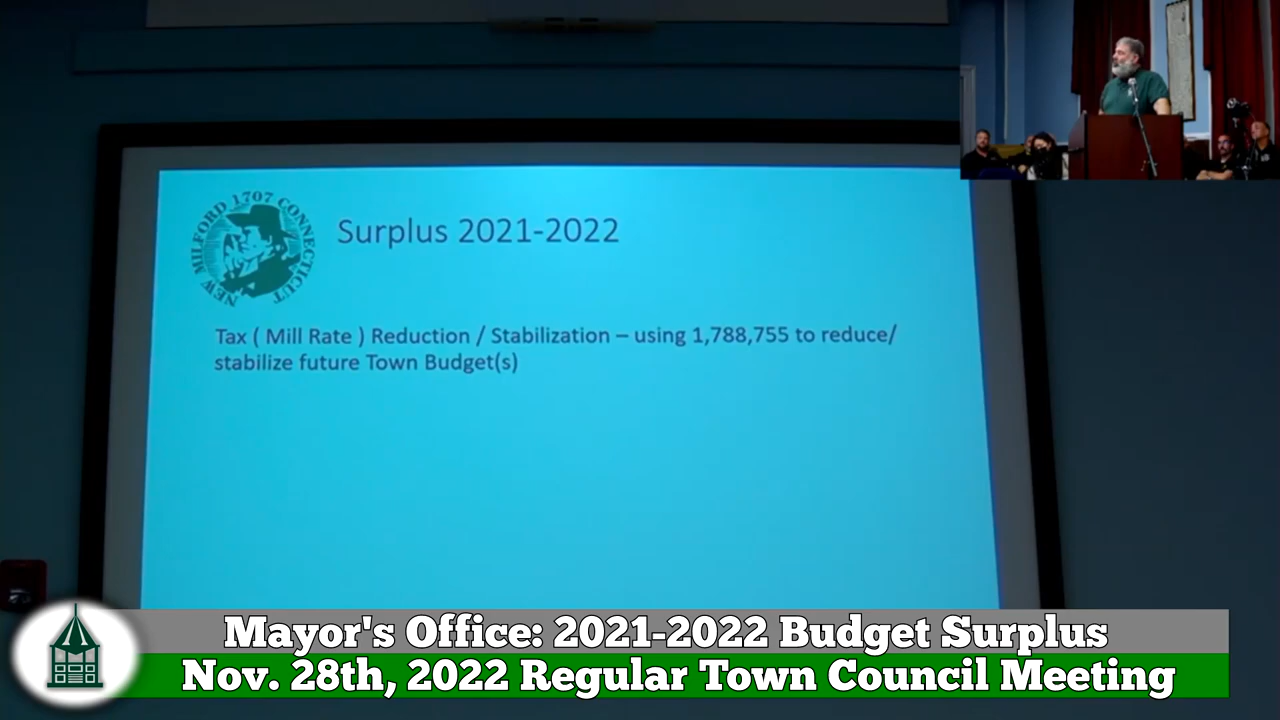 NEW MILFORD 1707 CONNECTICUT
Surplus 2021-2022
Tax ( Mill Rate ) Reduction / Stabilization – using 1,788,755 to reduce/
stabilize future Town Budget(s)
Mayor's Office: 2021-2022 Budget Surplus
Nov. 28th, 2022 Regular Town Council Meeting